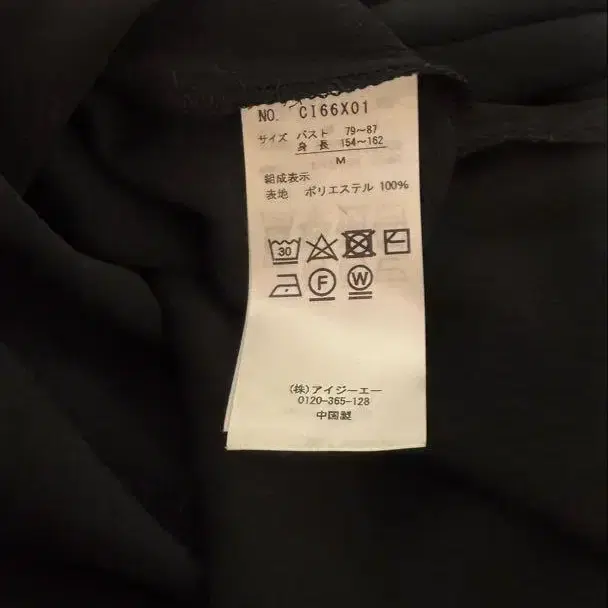 NO. CI66X01
サイズ バスト 79~87
身 長 154~162
M
組成表示
表地 ポリエステル 100%
30
F W
(株)アイジーエー
0120-365-128
中国製